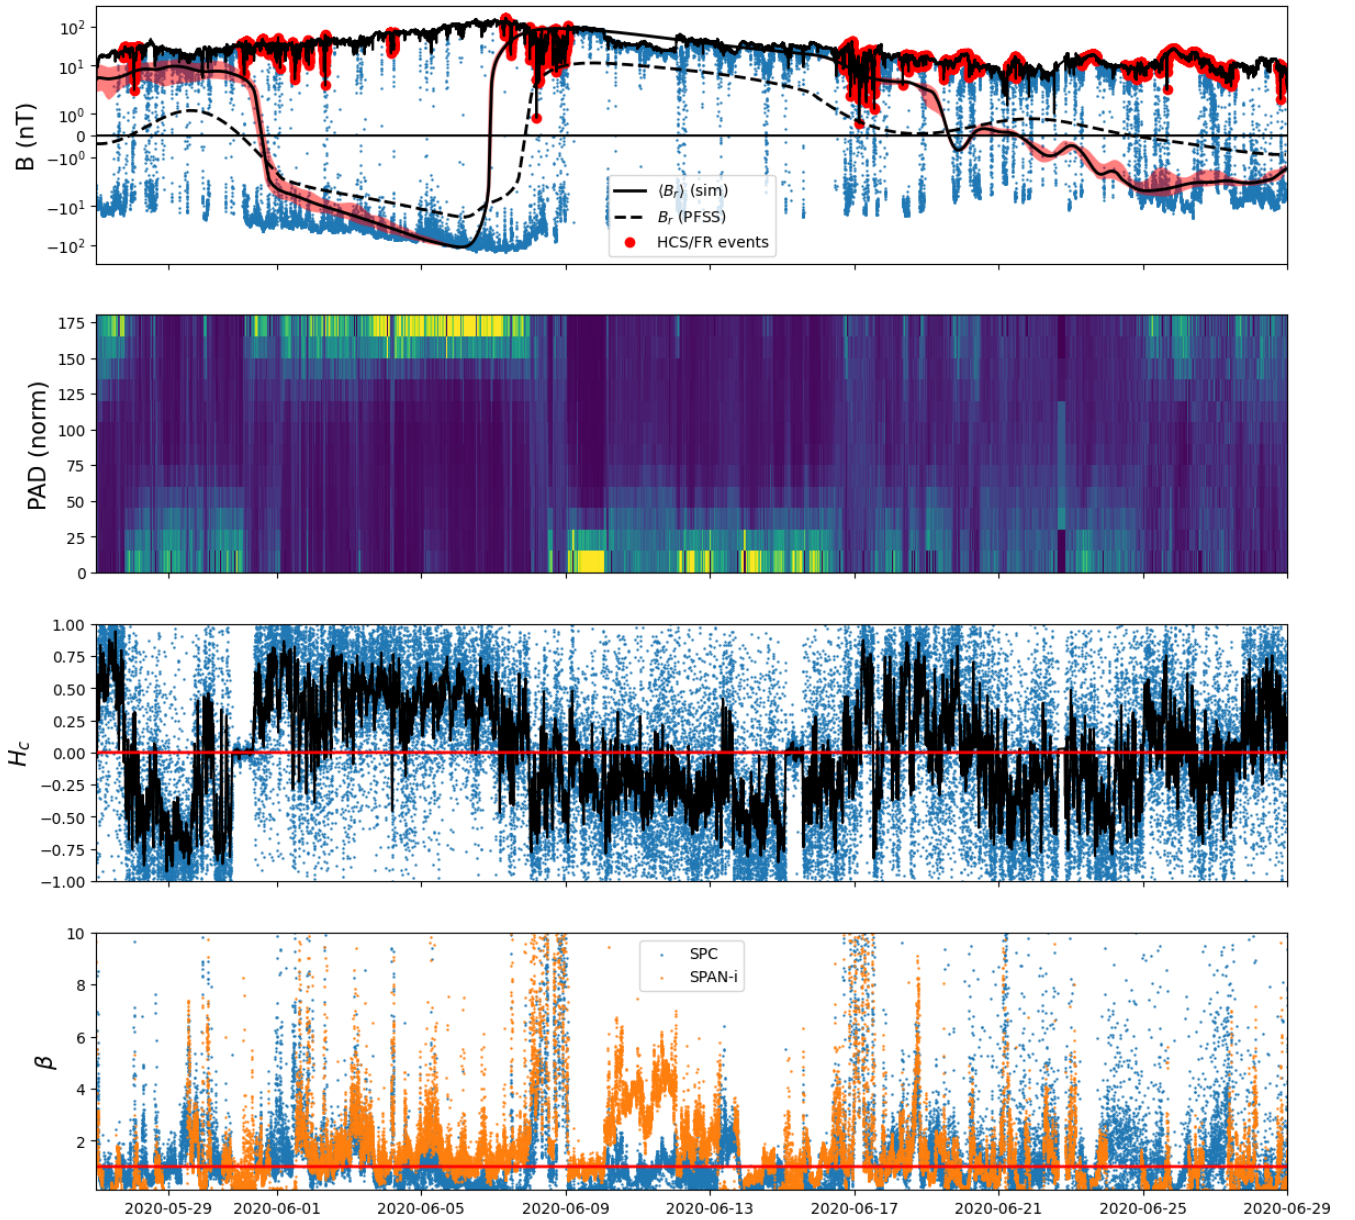 B (nT)
10²
10¹
10⁰
0
−10⁰
−10¹
−10²
⟨Bᵣ⟩ (sim)
Bᵣ (PFSS)
HCS/FR events
PAD (norm)
175
150
125
100
75
50
25
0
H_c
1.00
0.75
0.50
0.25
0.00
−0.25
−0.50
−0.75
−1.00
β
10
8
6
4
2
SPC
SPAN-i
2020-05-29 2020-06-01 2020-06-05 2020-06-09 2020-06-13 2020-06-17 2020-06-21 2020-06-25 2020-06-29